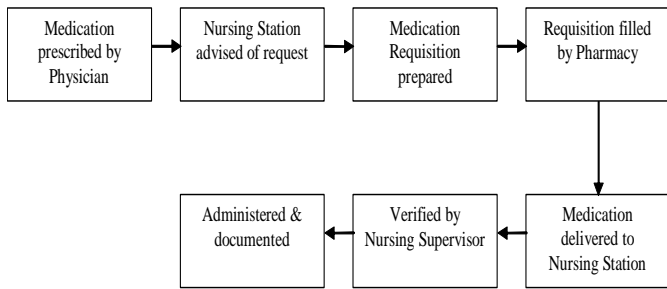 Medication
prescribed by
Physician
Nursing Station
advised of request
Medication
Requisition
prepared
Requisition filled
by Pharmacy
Medication
delivered to
Nursing Station
Verified by
Nursing Supervisor
Administered &
documented